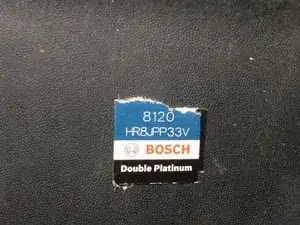 8120
HR8JPP33V
BOSCH
Double Platinum